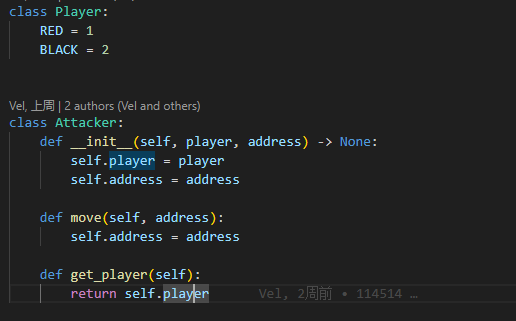 class Player:
    RED = 1
    BLACK = 2
Vel, 上周 | 2 authors (Vel and others)
class Attacker:
    def __init__(self, player, address) -> None:
        self.player = player
        self.address = address
    def move(self, address):
        self.address = address
    def get_player(self):
        return self.player Vel, 2周前 • 114514 …